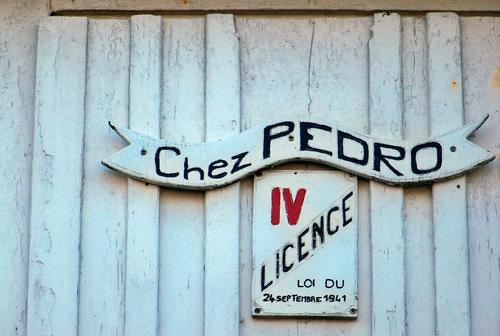 Chez PEDRO
IV
LICENCE
LOI DU
24 SEPTEMBRE 1941